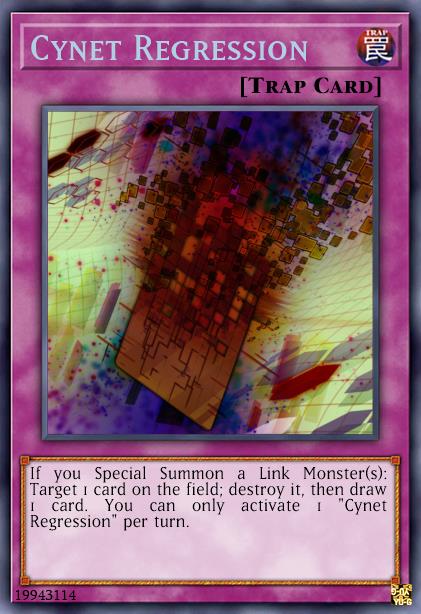 Cynet Regression
TRAP
罠
[Trap Card]
If you Special Summon a Link Monster(s):
Target 1 card on the field; destroy it, then draw
1 card. You can only activate 1 "Cynet
Regression" per turn.
19943114